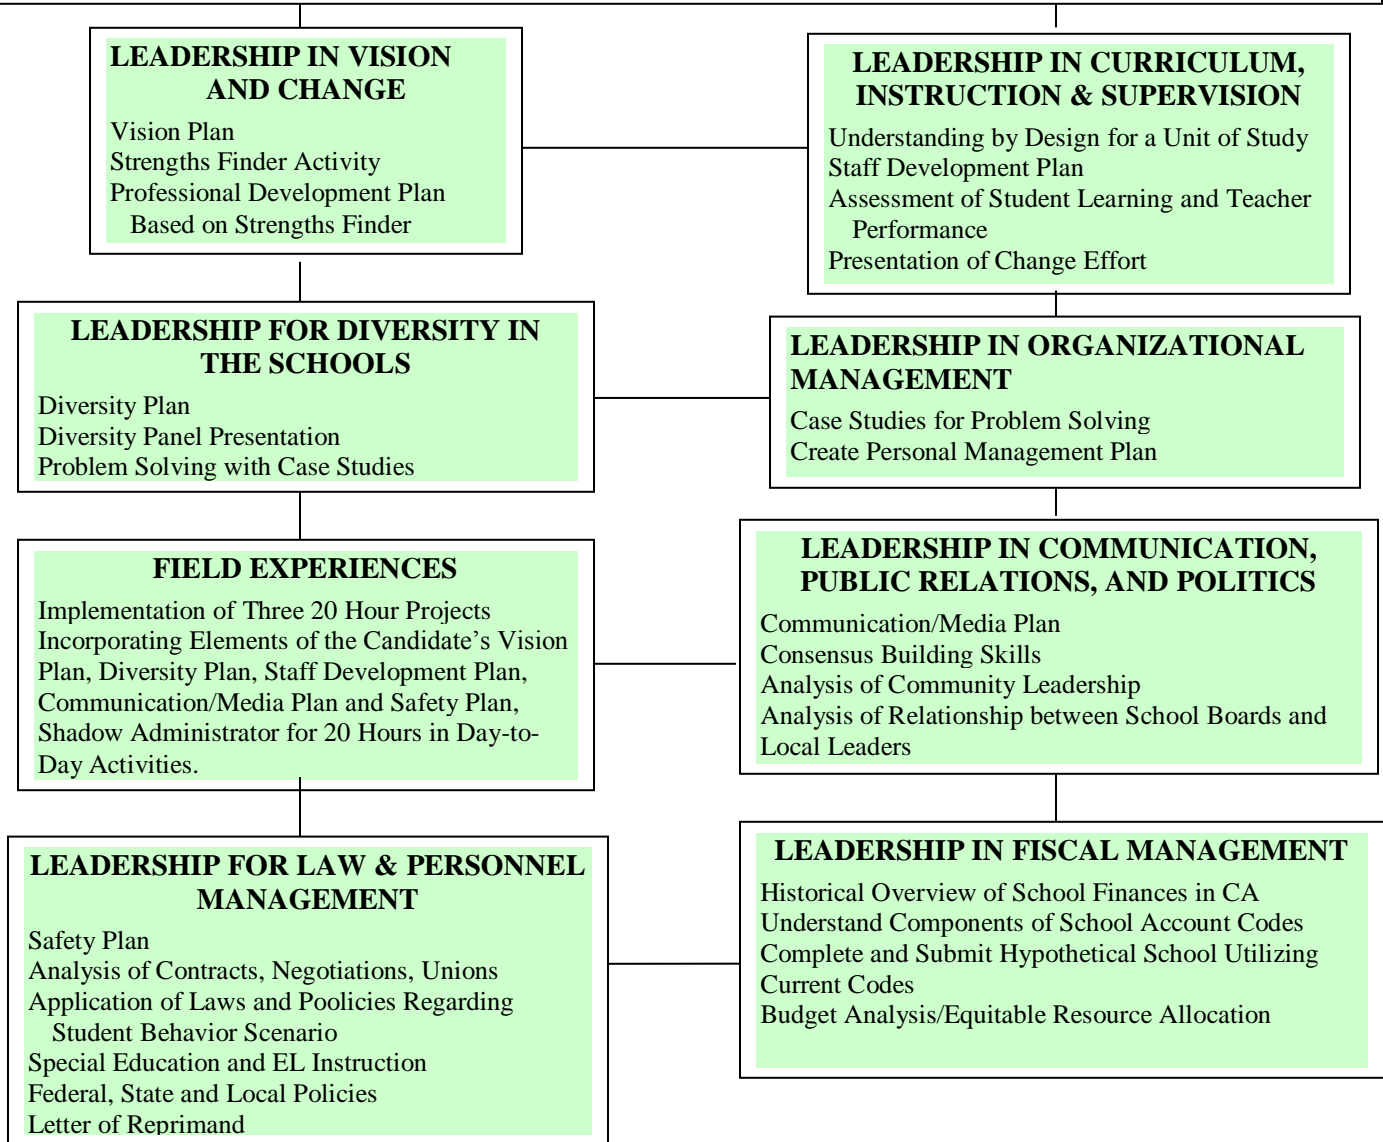 LEADERSHIP IN VISION
AND CHANGE
Vision Plan
Strengths Finder Activity
Professional Development Plan
Based on Strengths Finder
LEADERSHIP IN CURRICULUM,
INSTRUCTION & SUPERVISION
Understanding by Design for a Unit of Study
Staff Development Plan
Assessment of Student Learning and Teacher
Performance
Presentation of Change Effort
LEADERSHIP FOR DIVERSITY IN
THE SCHOOLS
Diversity Plan
Diversity Panel Presentation
Problem Solving with Case Studies
LEADERSHIP IN ORGANIZATIONAL
MANAGEMENT
Case Studies for Problem Solving
Create Personal Management Plan
FIELD EXPERIENCES
Implementation of Three 20 Hour Projects
Incorporating Elements of the Candidate’s Vision
Plan, Diversity Plan, Staff Development Plan,
Communication/Media Plan and Safety Plan,
Shadow Administrator for 20 Hours in Day-to-
Day Activities.
LEADERSHIP IN COMMUNICATION,
PUBLIC RELATIONS, AND POLITICS
Communication/Media Plan
Consensus Building Skills
Analysis of Community Leadership
Analysis of Relationship between School Boards and
Local Leaders
LEADERSHIP FOR LAW & PERSONNEL
MANAGEMENT
Safety Plan
Analysis of Contracts, Negotiations, Unions
Application of Laws and Poolicies Regarding
Student Behavior Scenario
Special Education and EL Instruction
Federal, State and Local Policies
Letter of Reprimand
LEADERSHIP IN FISCAL MANAGEMENT
Historical Overview of School Finances in CA
Understand Components of School Account Codes
Complete and Submit Hypothetical School Utilizing
Current Codes
Budget Analysis/Equitable Resource Allocation